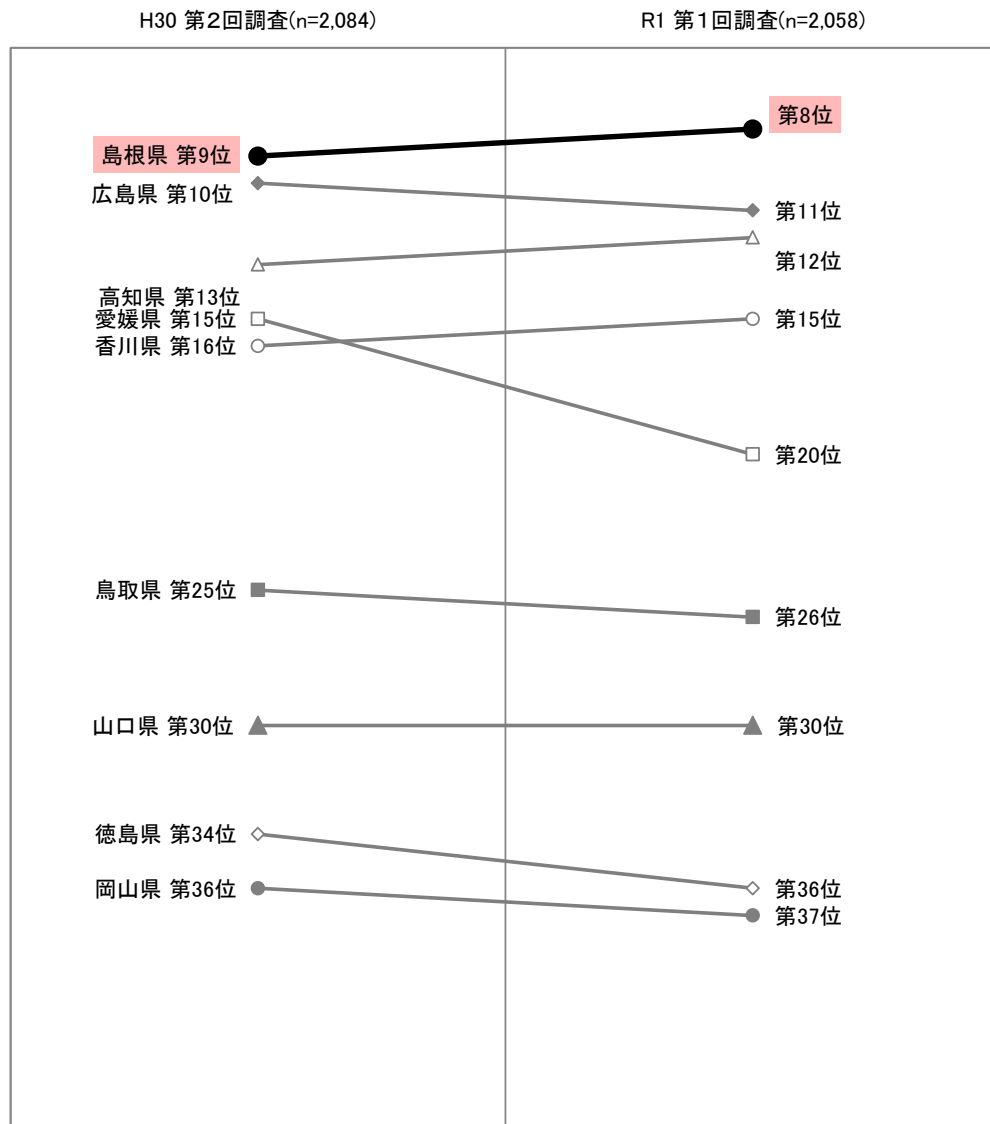 H30 第2回調査(n=2,084)
R1 第1回調査(n=2,058)
島根県 第9位
第8位
広島県 第10位
第11位
第12位
高知県 第13位
愛媛県 第15位
第15位
香川県 第16位
第20位
鳥取県 第25位
第26位
山口県 第30位
第30位
徳島県 第34位
岡山県 第36位
第36位
第37位